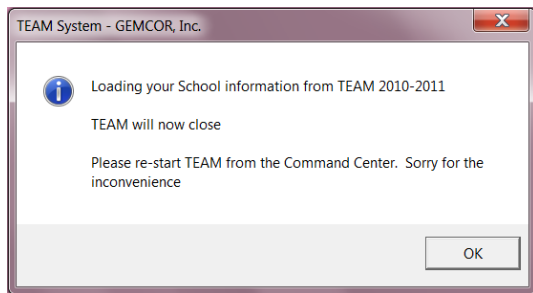 TEAM System - GEMCOR, Inc.
Loading your School information from TEAM 2010-2011
TEAM will now close
Please re-start TEAM from the Command Center.  Sorry for the
inconvenience
OK